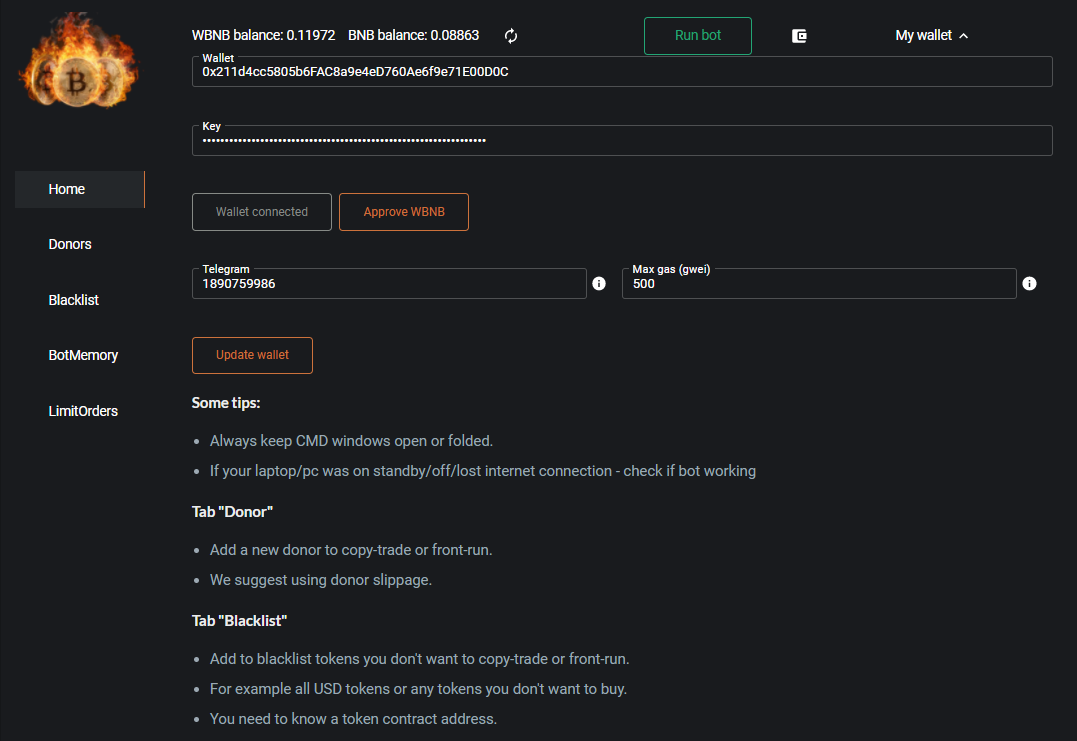 WBNB balance: 0.11972 BNB balance: 0.08863 Run bot My wallet
Wallet
0x211d4cc5805b6FAC8a9e4eD760Ae6f9e71E00D0C
Key
Home
Wallet connected Approve WBNB
Donors
Telegram Max gas (gwei)
1890759986 500
Blacklist
BotMemory
Update wallet
LimitOrders
Some tips:
• Always keep CMD windows open or folded.
• If your laptop/pc was on standby/off/lost internet connection - check if bot working
Tab "Donor"
• Add a new donor to copy-trade or front-run.
• We suggest using donor slippage.
Tab "Blacklist"
• Add to blacklist tokens you don't want to copy-trade or front-run.
• For example all USD tokens or any tokens you don't want to buy.
• You need to know a token contract address.